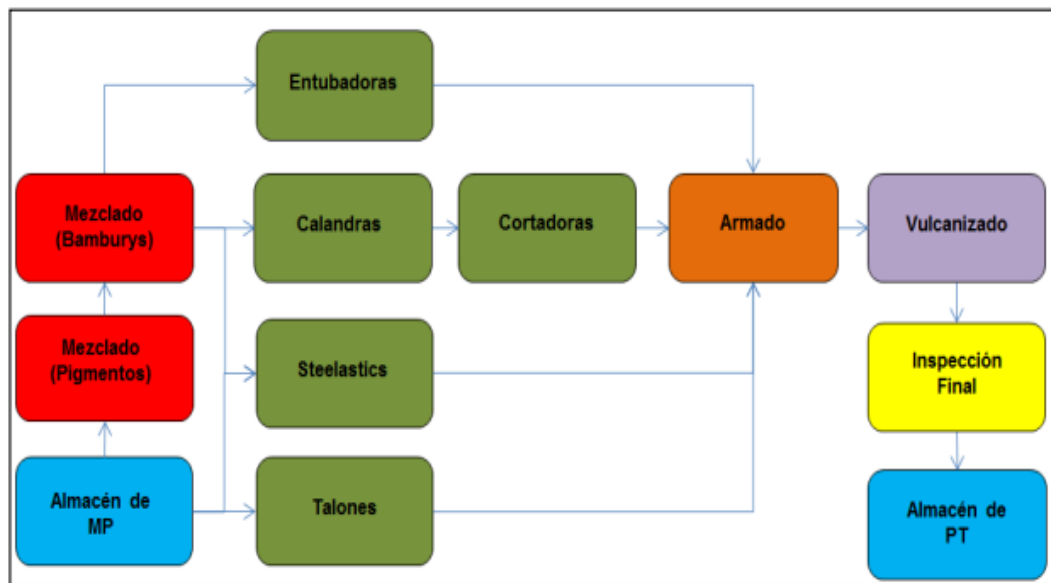 Entubadoras
Mezclado
(Bamburys)
Calandras
Cortadoras
Armado
Vulcanizado
Mezclado
(Pigmentos)
Steelastics
Inspección
Final
Almacén de
MP
Talones
Almacén de
PT